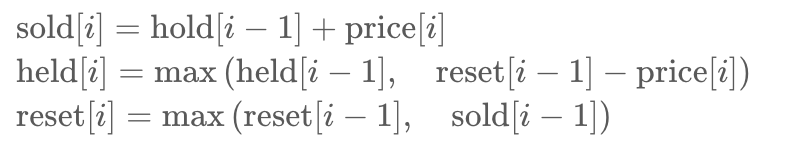 sold[i] = hold[i − 1] + price[i]
held[i] = max (held[i − 1], reset[i − 1] − price[i])
reset[i] = max (reset[i − 1], sold[i − 1])